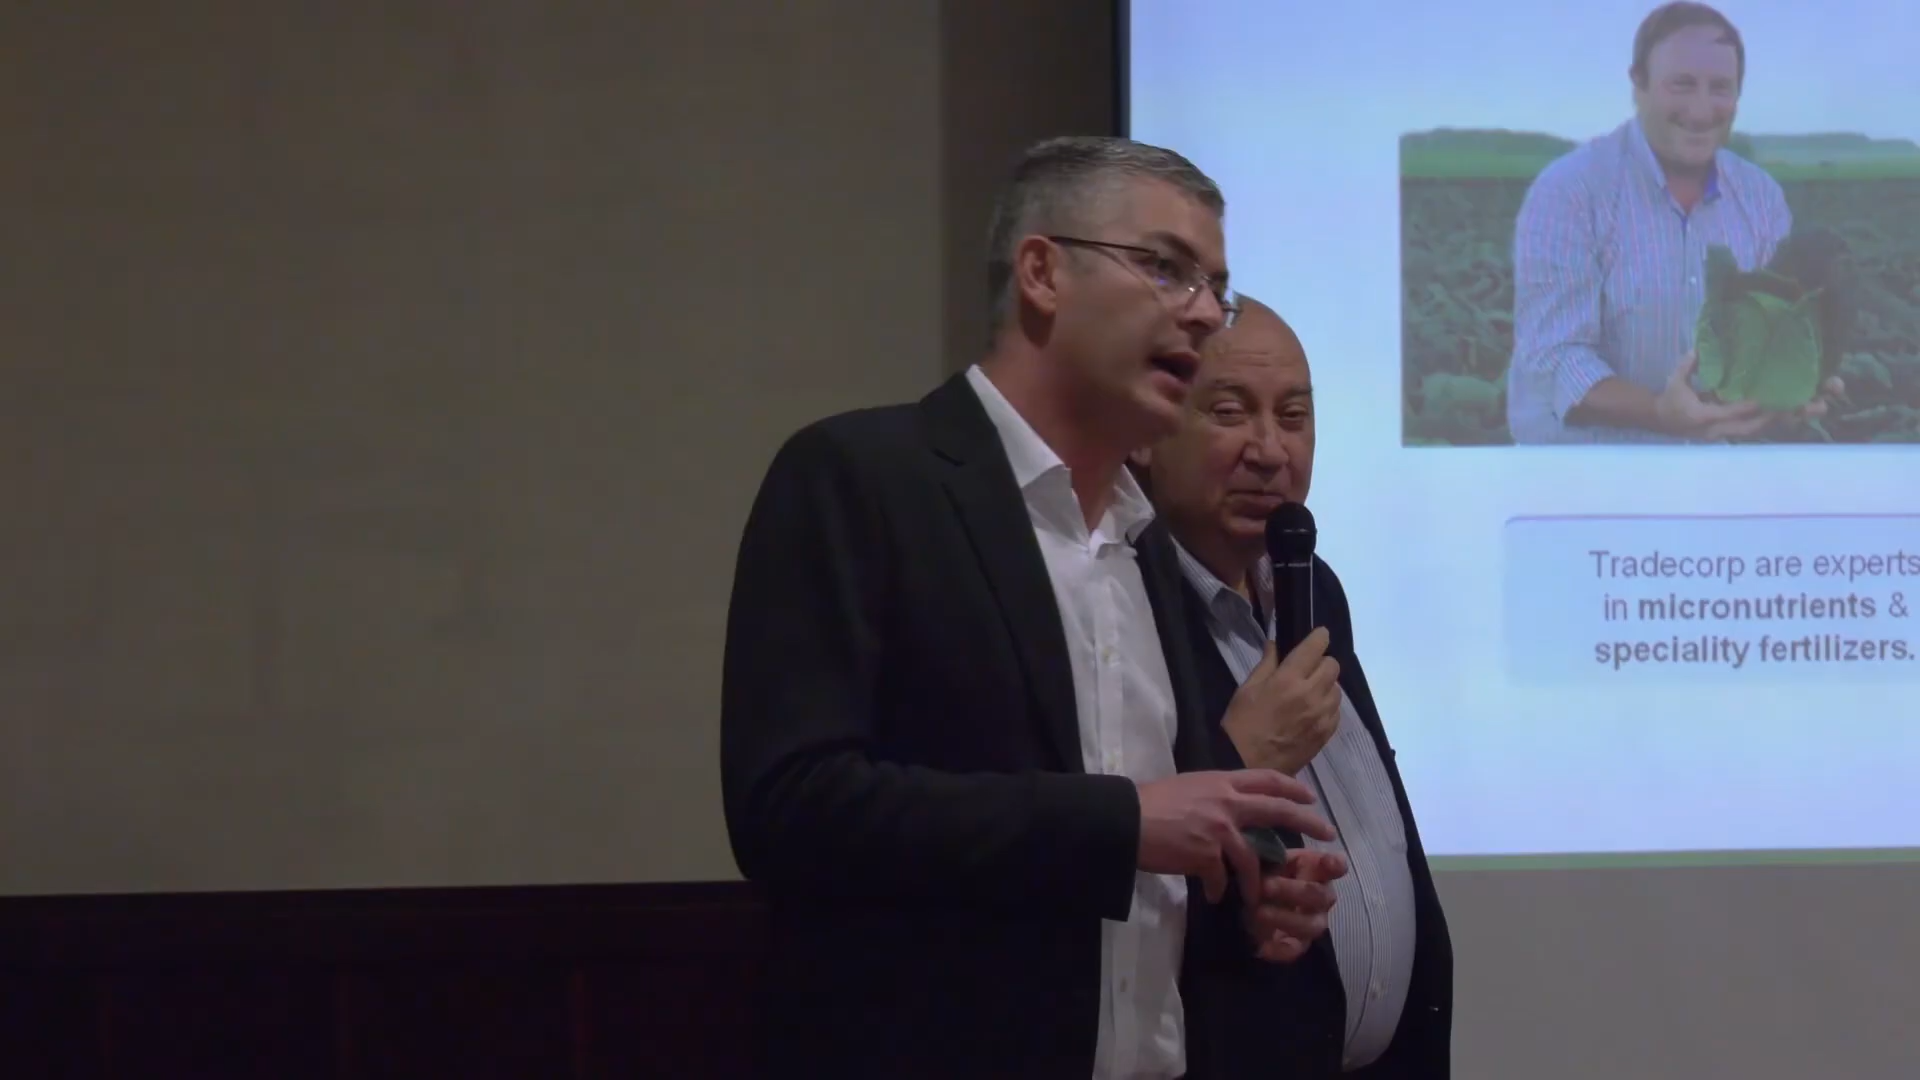 Tradecorp are experts
in micronutrients &
speciality fertilizers.